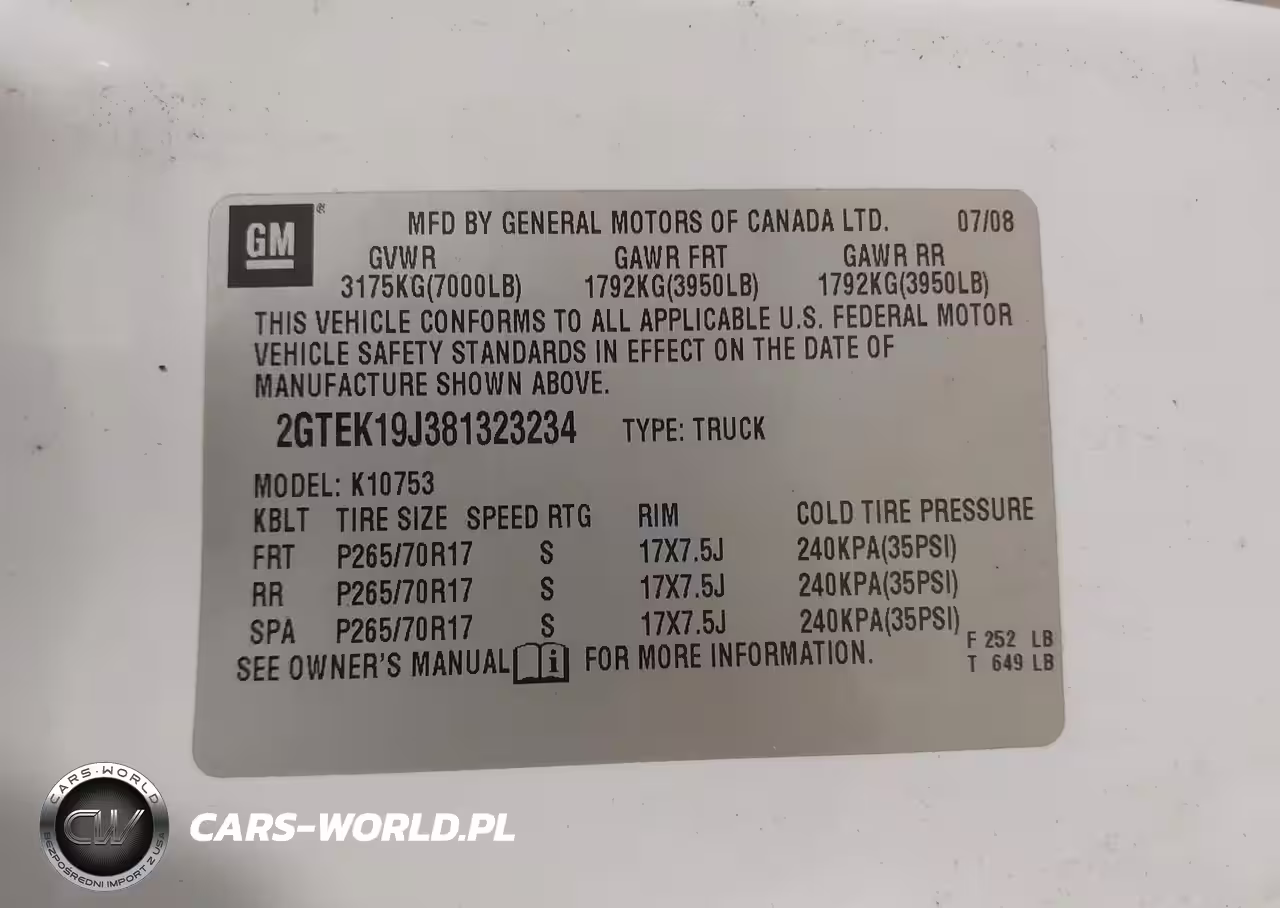 GM ®
MFD BY GENERAL MOTORS OF CANADA LTD. 07/08
GVWR GAWR FRT GAWR RR
3175KG(7000LB) 1792KG(3950LB) 1792KG(3950LB)
THIS VEHICLE CONFORMS TO ALL APPLICABLE U.S. FEDERAL MOTOR
VEHICLE SAFETY STANDARDS IN EFFECT ON THE DATE OF
MANUFACTURE SHOWN ABOVE.
2GTEK19J381323234 TYPE: TRUCK
MODEL: K10753
KBLT TIRE SIZE SPEED RTG RIM COLD TIRE PRESSURE
FRT P265/70R17 S 17X7.5J 240KPA(35PSI)
RR P265/70R17 S 17X7.5J 240KPA(35PSI)
SPA P265/70R17 S 17X7.5J 240KPA(35PSI)
F 252 LB
SEE OWNER'S MANUAL i FOR MORE INFORMATION.
T 649 LB
CARS-WORLD
CW
BEZPOŚREDNI IMPORT Z USA
CARS-WORLD.PL